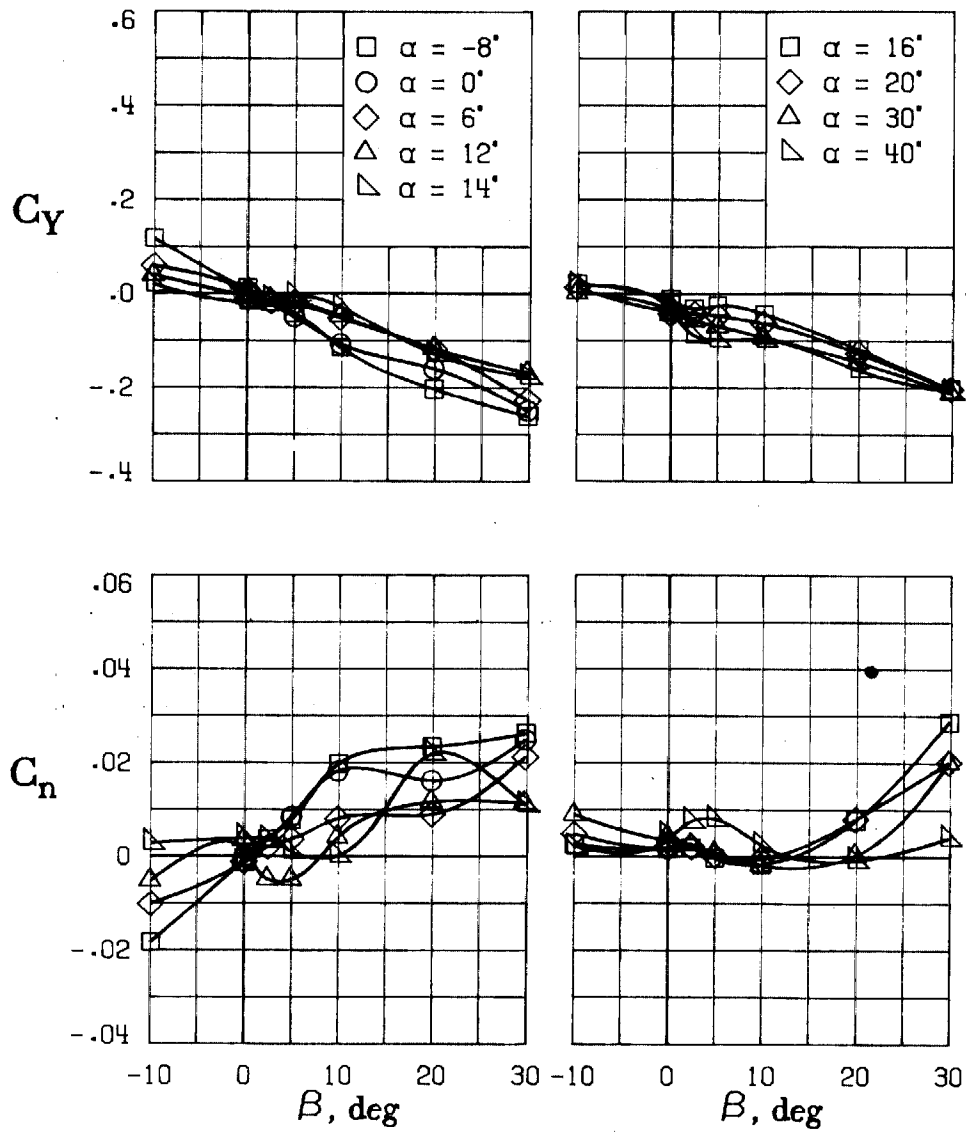 .6
.4
.2
.0
-.2
-.4
C_Y
□ α = -8°
○ α = 0°
◇ α = 6°
△ α = 12°
◺ α = 14°
□ α = 16°
◇ α = 20°
△ α = 30°
◺ α = 40°
.06
.04
.02
0
-.02
-.04
C_n
-10 0 10 20 30
β, deg
-10 0 10 20 30
β, deg